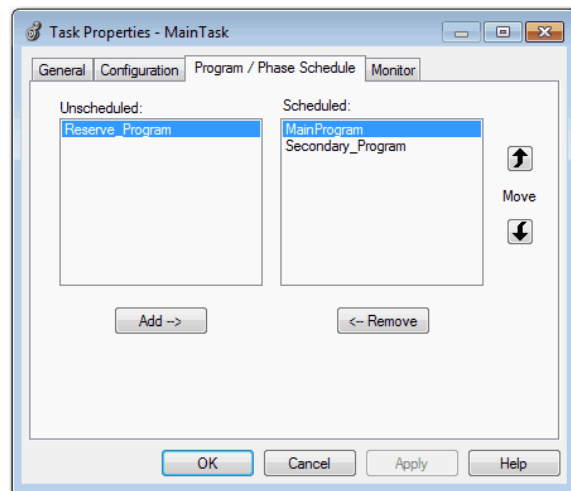 Task Properties - MainTask
General Configuration Program / Phase Schedule Monitor
Unscheduled: Scheduled:
Reserve_Program MainProgram
Secondary_Program
Move
Add --> <-- Remove
OK Cancel Apply Help